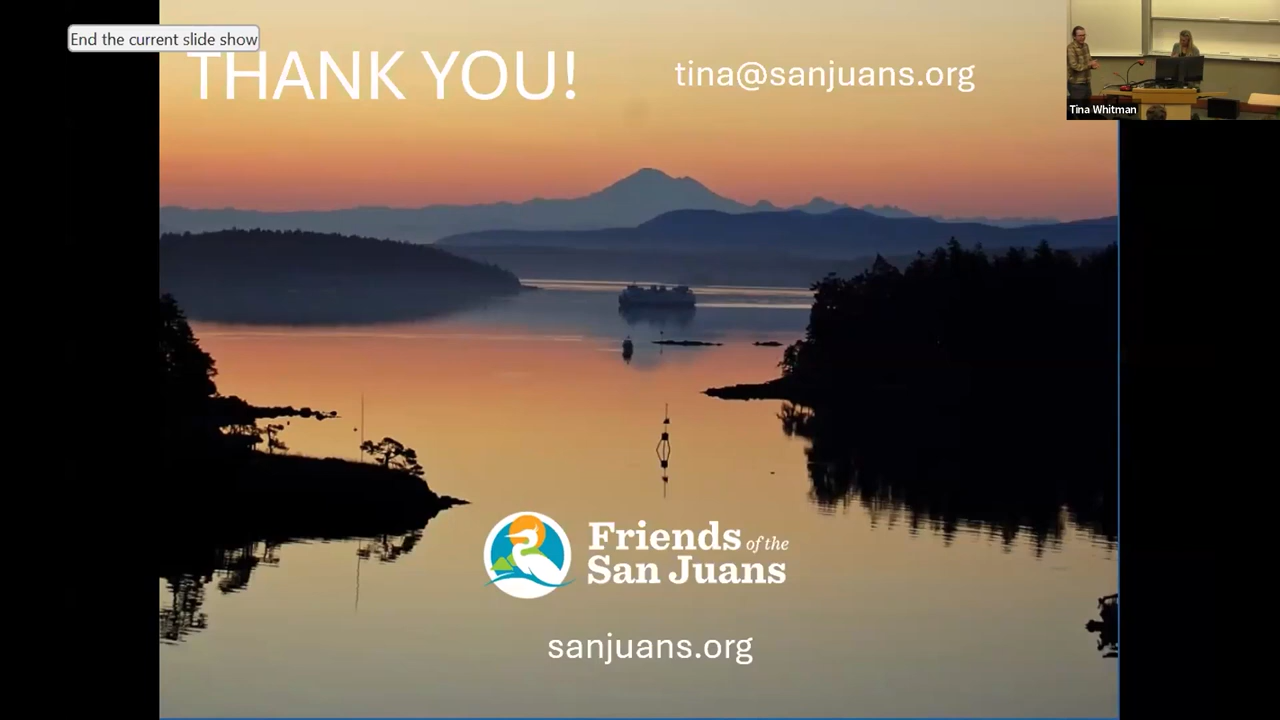 End the current slide show
THANK YOU!
tina@sanjuans.org
Tina Whitman
Friends of the
San Juans
sanjuans.org